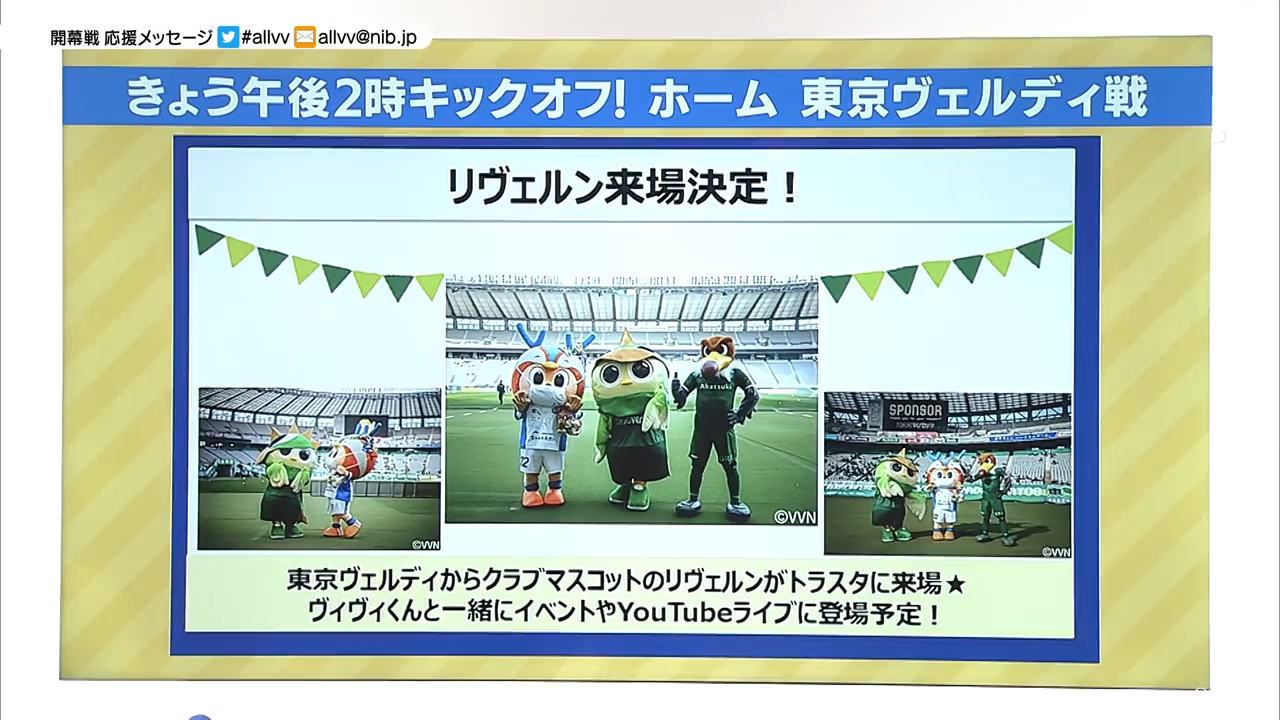 開幕戦 応援メッセージ #allvv allvv@nib.jp
きょう午後2時キックオフ! ホーム 東京ヴェルディ戦
リヴェルン来場決定！
Akatsuki
SPONSOR
©VVN
©VVN
©VVN
東京ヴェルディからクラブマスコットのリヴェルンがトラスタに来場★
ヴィヴィくんと一緒にイベントやYouTubeライブに登場予定！